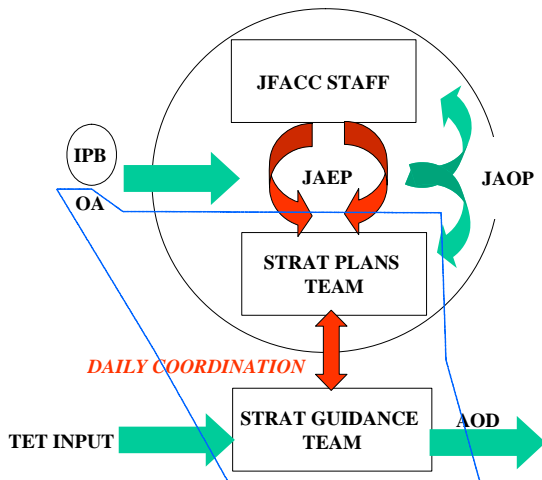 JFACC STAFF
IPB
JAEP
JAOP
OA
STRAT PLANS
TEAM
DAILY COORDINATION
STRAT GUIDANCE
TEAM
AOD
TET INPUT